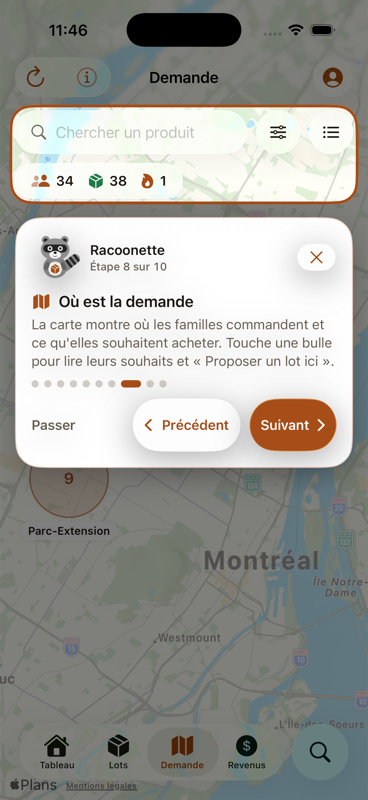 11:46
Demande
Chercher un produit
34 38 1
Racoonette
Étape 8 sur 10
Où est la demande
La carte montre où les familles commandent et
ce qu'elles souhaitent acheter. Touche une bulle
pour lire leurs souhaits et « Proposer un lot ici ».
Passer
Précédent
Suivant
9
Parc-Extension
Montréal
Île Notre-
Dame
Westmount
L'Île-des-Soeurs
Tableau
Lots
Demande
Revenus
Plans
Mentions légales